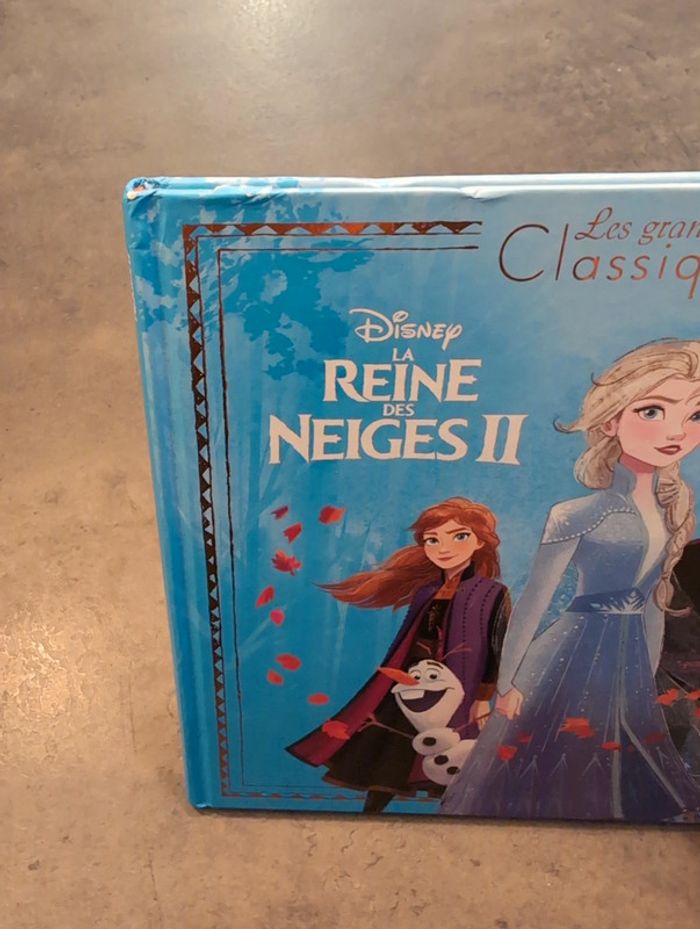 Les gran
Classiq
Disney
LA
REINE
DES
NEIGES II